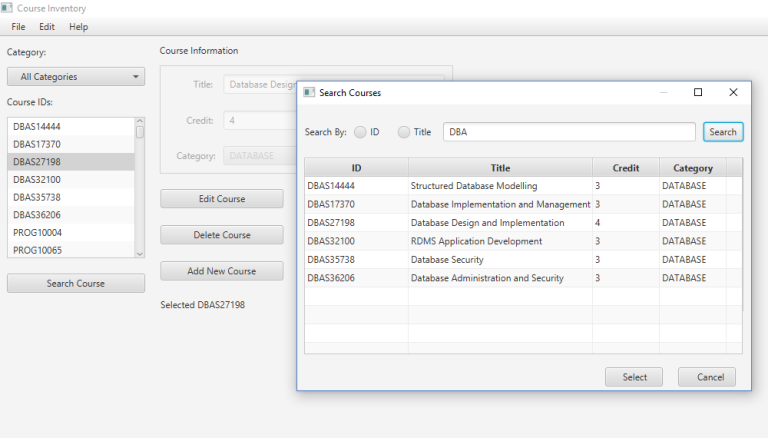 Course Inventory
File Edit Help
Category:
All Categories
Course IDs:
DBAS14444
DBAS17370
DBAS27198
DBAS32100
DBAS35738
DBAS36206
PROG10004
PROG10065
Search Course
Course Information
Title: Database Desig
Credit: 4
Category: DATABASE
Edit Course
Delete Course
Add New Course
Selected DBAS27198
Search Courses
Search By: ID Title DBA Search
ID Title Credit Category
DBAS14444 Structured Database Modelling 3 DATABASE
DBAS17370 Database Implementation and Management 3 DATABASE
DBAS27198 Database Design and Implementation 4 DATABASE
DBAS32100 RDMS Application Development 3 DATABASE
DBAS35738 Database Security 3 DATABASE
DBAS36206 Database Administration and Security 3 DATABASE
Select Cancel